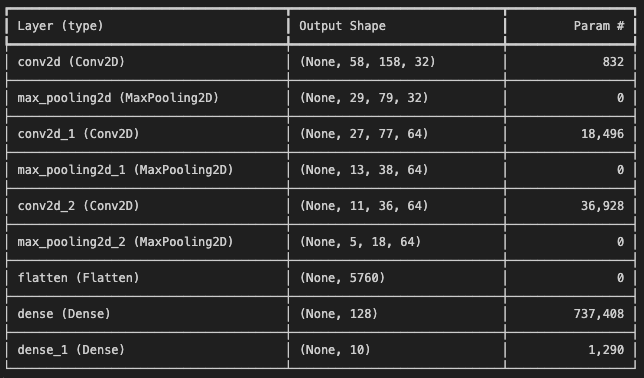 Layer (type) Output Shape Param #
conv2d (Conv2D) (None, 58, 158, 32) 832
max_pooling2d (MaxPooling2D) (None, 29, 79, 32) 0
conv2d_1 (Conv2D) (None, 27, 77, 64) 18,496
max_pooling2d_1 (MaxPooling2D) (None, 13, 38, 64) 0
conv2d_2 (Conv2D) (None, 11, 36, 64) 36,928
max_pooling2d_2 (MaxPooling2D) (None, 5, 18, 64) 0
flatten (Flatten) (None, 5760) 0
dense (Dense) (None, 128) 737,408
dense_1 (Dense) (None, 10) 1,290